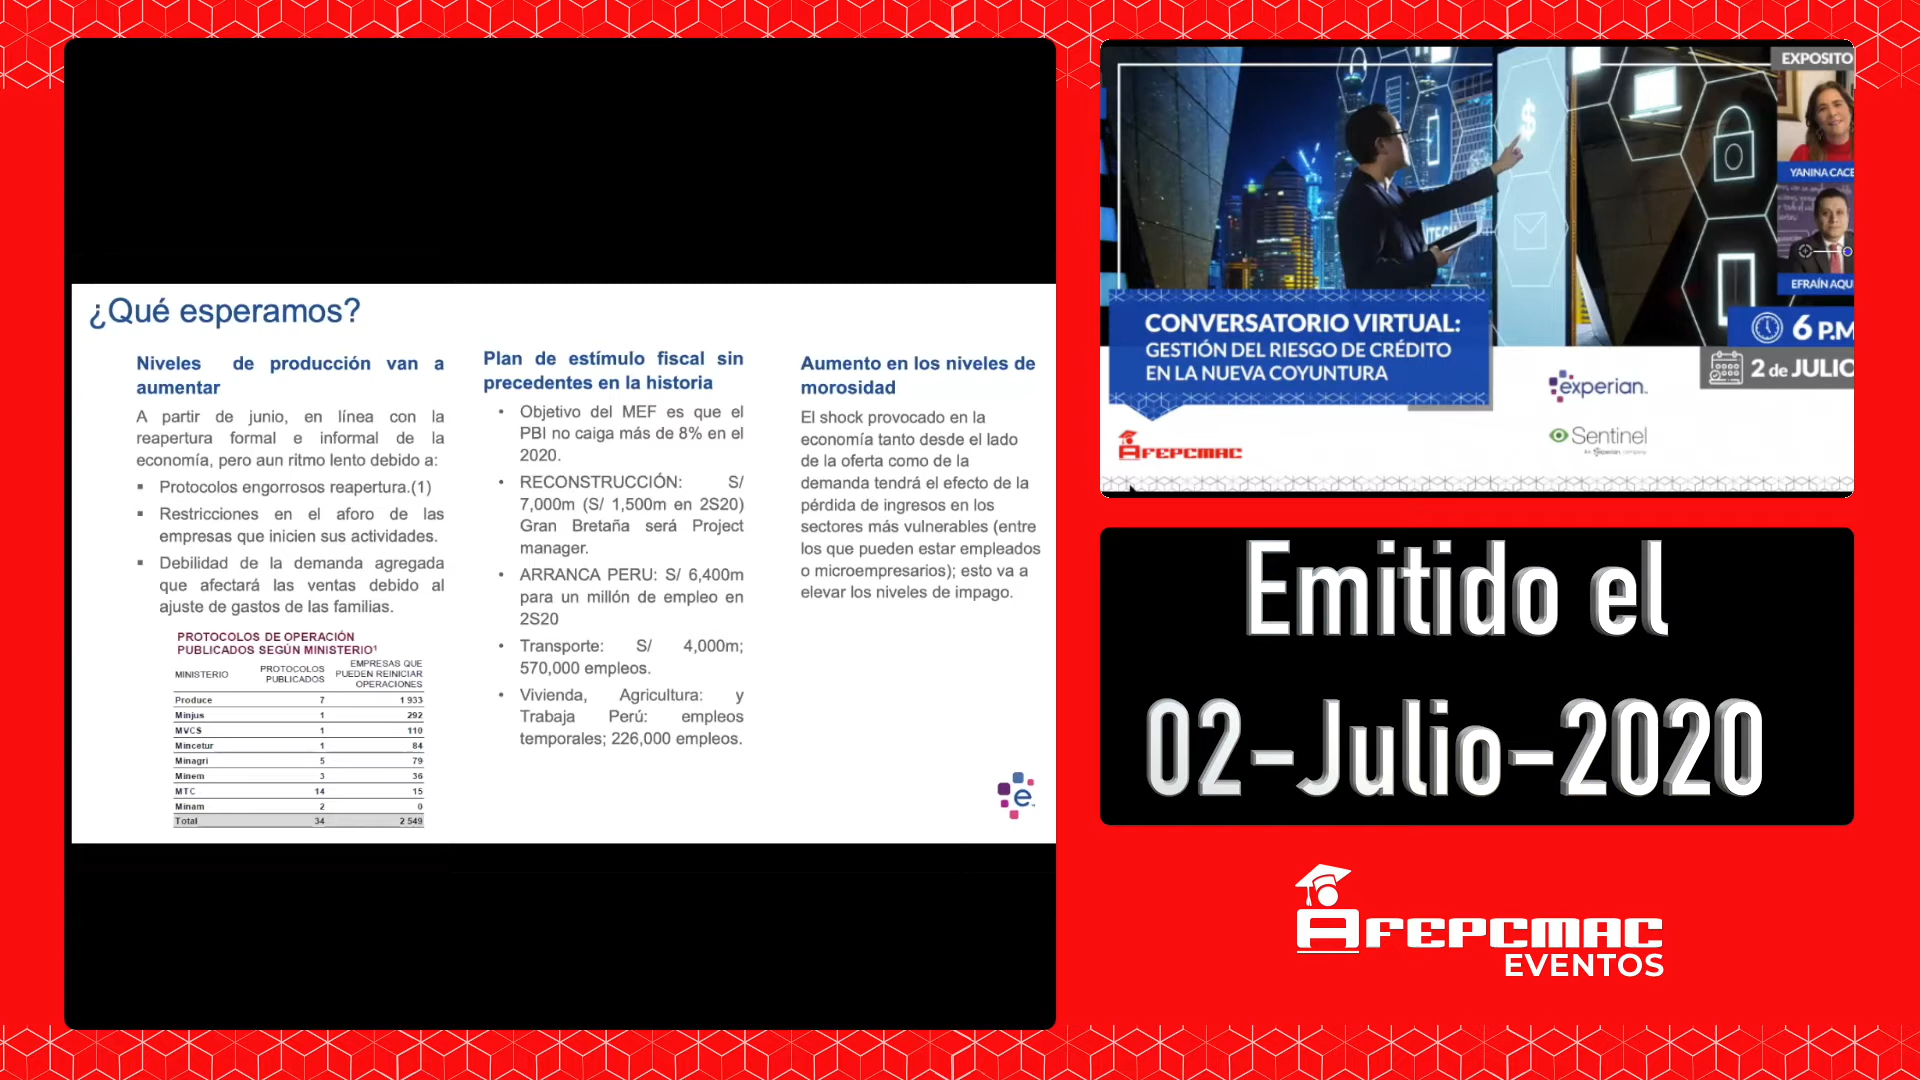 ¿Qué esperamos?
Niveles de producción van a
aumentar
A partir de junio, en línea con la
reapertura formal e informal de la
economía, pero aun ritmo lento debido a:
▪ Protocolos engorrosos reapertura.(1)
▪ Restricciones en el aforo de las
empresas que inicien sus actividades.
▪ Debilidad de la demanda agregada
que afectará las ventas debido al
ajuste de gastos de las familias.
PROTOCOLOS DE OPERACIÓN
PUBLICADOS SEGÚN MINISTERIO¹
MINISTERIO PROTOCOLOS PUBLICADOS EMPRESAS QUE PUEDEN REINICIAR OPERACIONES
Produce 7 1 933
Minjus 1 292
MVCS 1 110
Mincetur 1 84
Minagri 5 79
Minem 3 36
MTC 14 15
Minam 2 0
Total 34 2 549
Plan de estímulo fiscal sin
precedentes en la historia
• Objetivo del MEF es que el
PBI no caiga más de 8% en el
2020.
• RECONSTRUCCIÓN: S/
7,000m (S/ 1,500m en 2S20)
Gran Bretaña será Project
manager.
• ARRANCA PERU: S/ 6,400m
para un millón de empleo en
2S20
• Transporte: S/ 4,000m;
570,000 empleos.
• Vivienda, Agricultura: y
Trabaja Perú: empleos
temporales; 226,000 empleos.
Aumento en los niveles de
morosidad
El shock provocado en la
economía tanto desde el lado
de la oferta como de la
demanda tendrá el efecto de la
pérdida de ingresos en los
sectores más vulnerables (entre
los que pueden estar empleados
o microempresarios); esto va a
elevar los niveles de impago.
e
EXPOSITO
YANINA CACE
EFRAÍN AQU
6 P.M
2 de JULIO
CONVERSATORIO VIRTUAL:
GESTIÓN DEL RIESGO DE CRÉDITO
EN LA NUEVA COYUNTURA
AFEPCMAC
experian.
Sentinel
Emitido el
02-Julio-2020
AFEPCMAC
EVENTOS